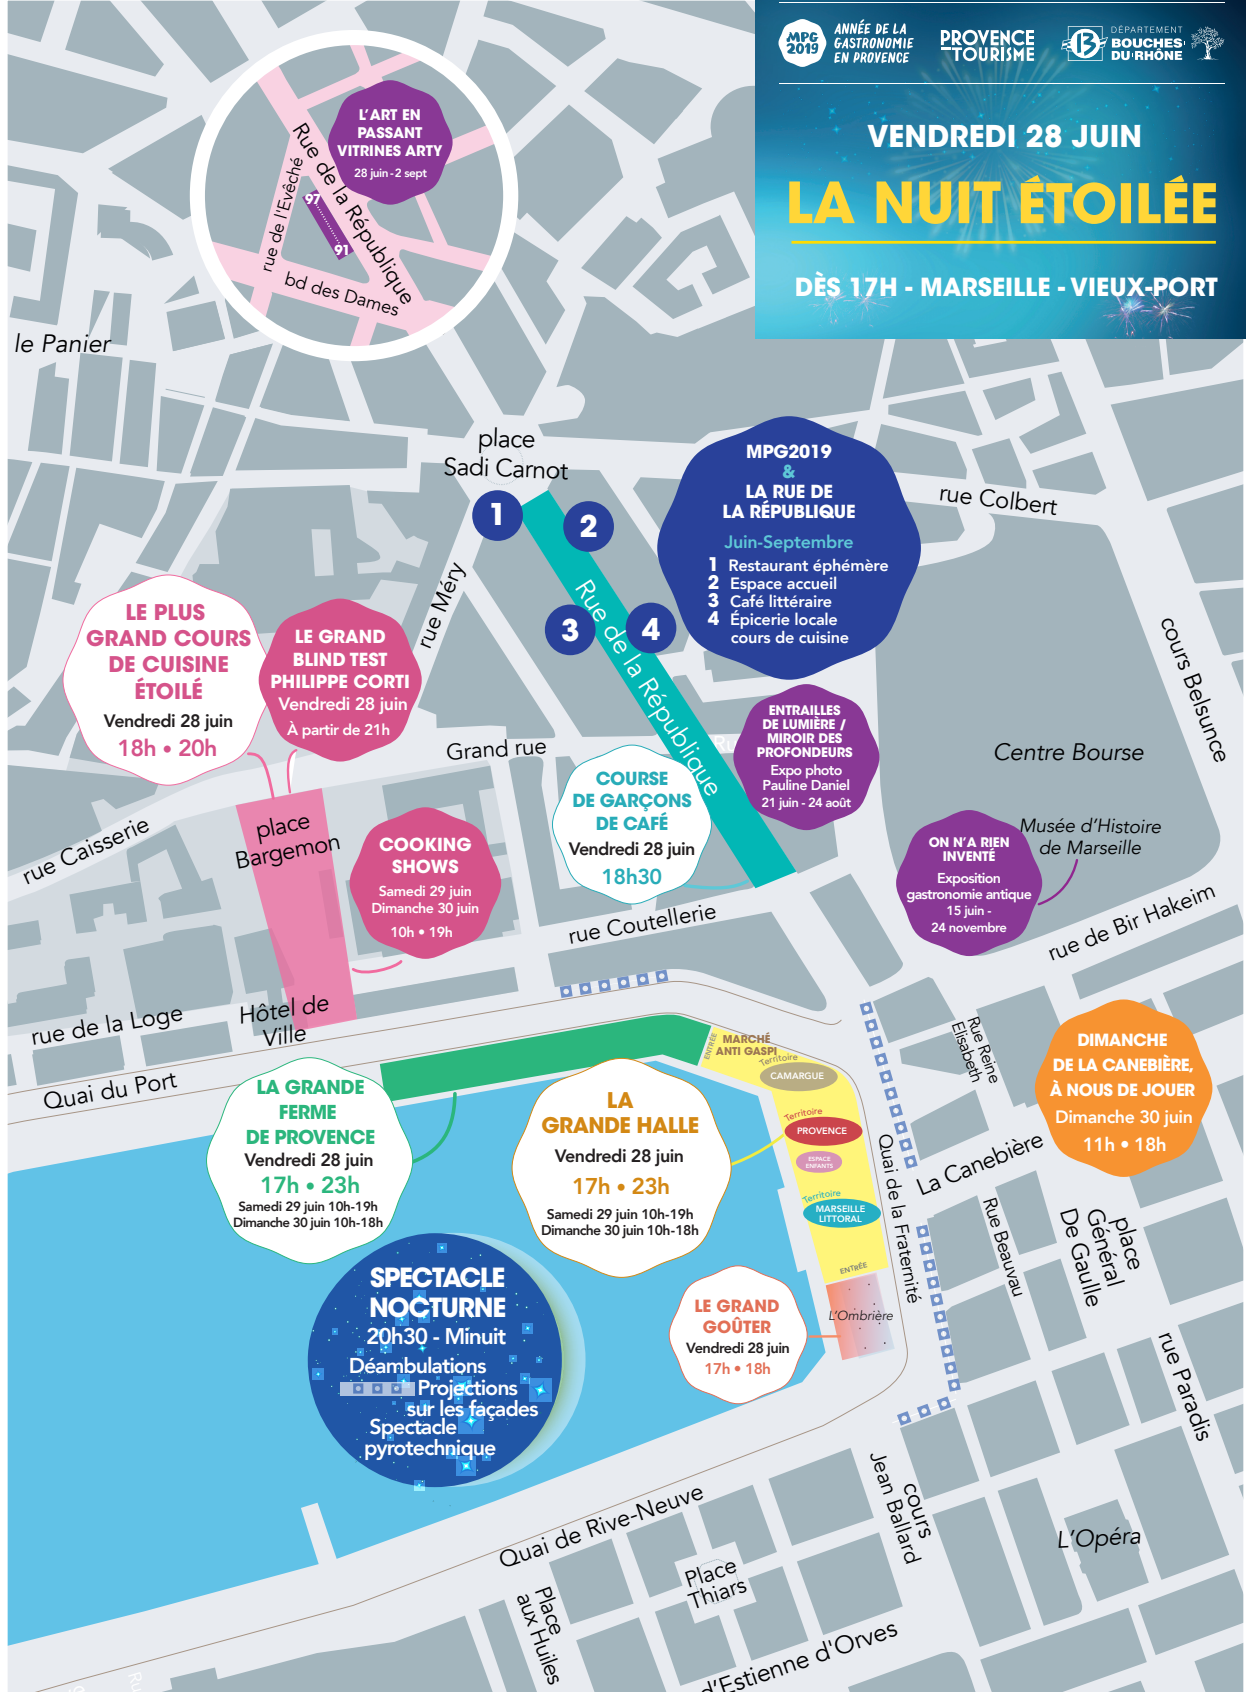 MPG
2019
ANNÉE DE LA
GASTRONOMIE
EN PROVENCE
PROVENCE
TOURISME
13
DÉPARTEMENT
BOUCHES
DU RHÔNE
VENDREDI 28 JUIN
LA NUIT ÉTOILÉE
DÈS 17H - MARSEILLE - VIEUX-PORT
L'ART EN
PASSANT
VITRINES ARTY
28 juin - 2 sept
Rue de la République
rue de l'Evêché
97
91
bd des Dames
le Panier
place
Sadi Carnot
1
2
3
4
Rue de la République
MPG2019
&
LA RUE DE
LA RÉPUBLIQUE
Juin-Septembre
1 Restaurant éphémère
2 Espace accueil
3 Café littéraire
4 Épicerie locale
cours de cuisine
rue Colbert
rue Méry
cours Belsunce
LE PLUS
GRAND COURS
DE CUISINE
ÉTOILÉ
Vendredi 28 juin
18h • 20h
LE GRAND
BLIND TEST
PHILIPPE CORTI
Vendredi 28 juin
À partir de 21h
Grand rue
Ru
ENTRAILLES
DE LUMIÈRE /
MIROIR DES
PROFONDEURS
Expo photo
Pauline Daniel
21 juin - 24 août
Centre Bourse
COURSE
DE GARÇONS
DE CAFÉ
Vendredi 28 juin
18h30
rue Caisserie
place
Bargemon
COOKING
SHOWS
Samedi 29 juin
Dimanche 30 juin
10h • 19h
Musée d'Histoire
de Marseille
ON N'A RIEN
INVENTÉ
Exposition
gastronomie antique
15 juin -
24 novembre
rue de Bir Hakeim
rue Coutellerie
rue de la Loge
Hôtel de
Ville
Quai du Port
ENTRÉE
MARCHÉ
ANTI GASPI
Territoire
CAMARGUE
Territoire
PROVENCE
ESPACE
ENFANTS
Territoire
MARSEILLE
LITTORAL
ENTRÉE
L'Ombrière
Rue Reine
Elisabeth
DIMANCHE
DE LA CANEBIÈRE,
À NOUS DE JOUER
Dimanche 30 juin
11h • 18h
LA GRANDE
FERME
DE PROVENCE
Vendredi 28 juin
17h • 23h
Samedi 29 juin 10h-19h
Dimanche 30 juin 10h-18h
LA
GRANDE HALLE
Vendredi 28 juin
17h • 23h
Samedi 29 juin 10h-19h
Dimanche 30 juin 10h-18h
Quai de la Fraternité
La Canebière
Rue Beauvau
place
Général
De Gaulle
rue Paradis
SPECTACLE
NOCTURNE
20h30 - Minuit
Déambulations
Projections
sur les façades
Spectacle
pyrotechnique
LE GRAND
GOÛTER
Vendredi 28 juin
17h • 18h
Quai de Rive-Neuve
cours
Jean Ballard
L'Opéra
Place
Thiars
Place
aux Huiles
d'Estienne d'Orves
Ru